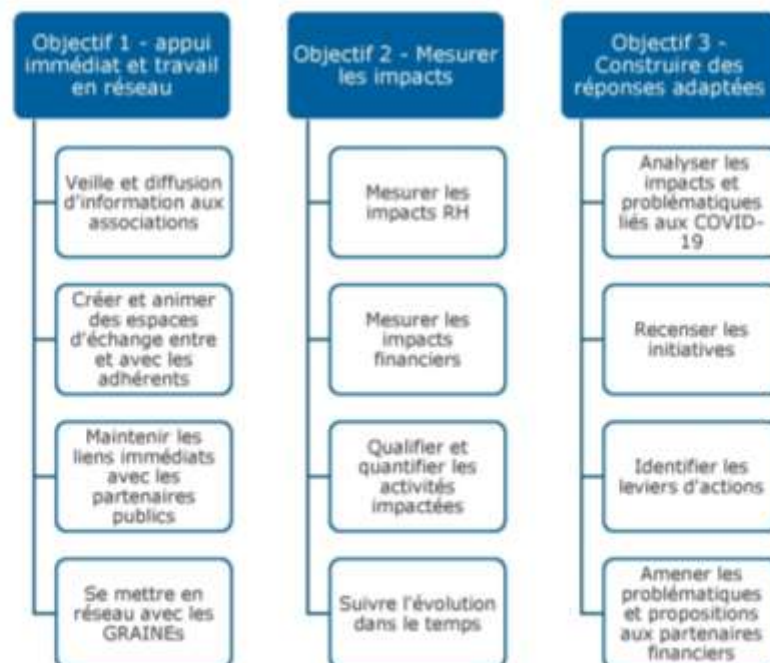 Objectif 1 - appui
immédiat et travail
en réseau
Veille et diffusion
d'information aux
associations
Créer et animer
des espaces
d'échange entre
et avec les
adhérents
Maintenir les
liens immédiats
avec les
partenaires
publics
Se mettre en
réseau avec les
GRAINEs
Objectif 2 - Mesurer
les impacts
Mesurer les
impacts RH
Mesurer les
impacts
financiers
Qualifier et
quantifier les
activités
impactées
Suivre l'évolution
dans le temps
Objectif 3 -
Construire des
réponses adaptées
Analyser les
impacts et
problématiques
liés aux COVID-
19
Recenser les
initiatives
Identifier les
leviers d'actions
Amener les
problématiques
et propositions
aux partenaires
financiers